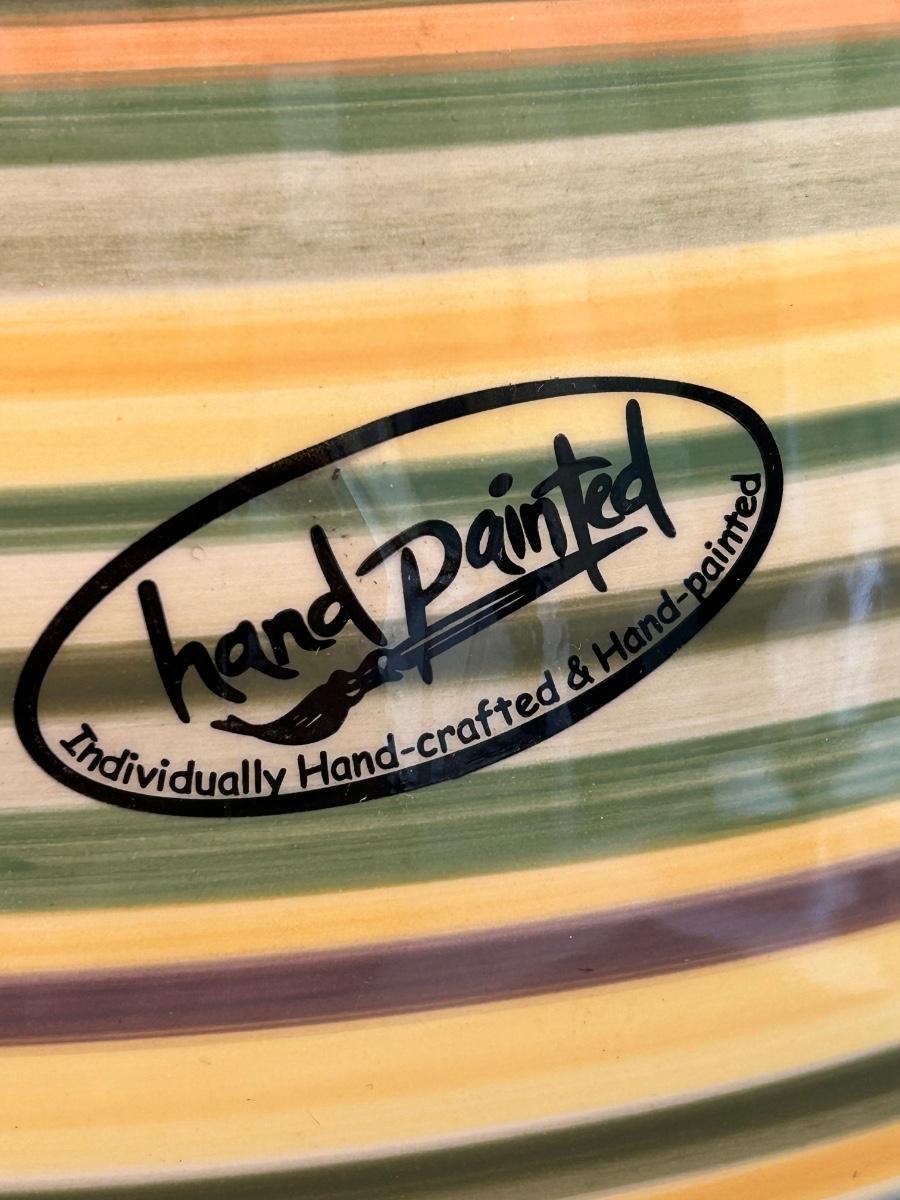 hand Painted
Individually Hand-crafted & Hand-painted